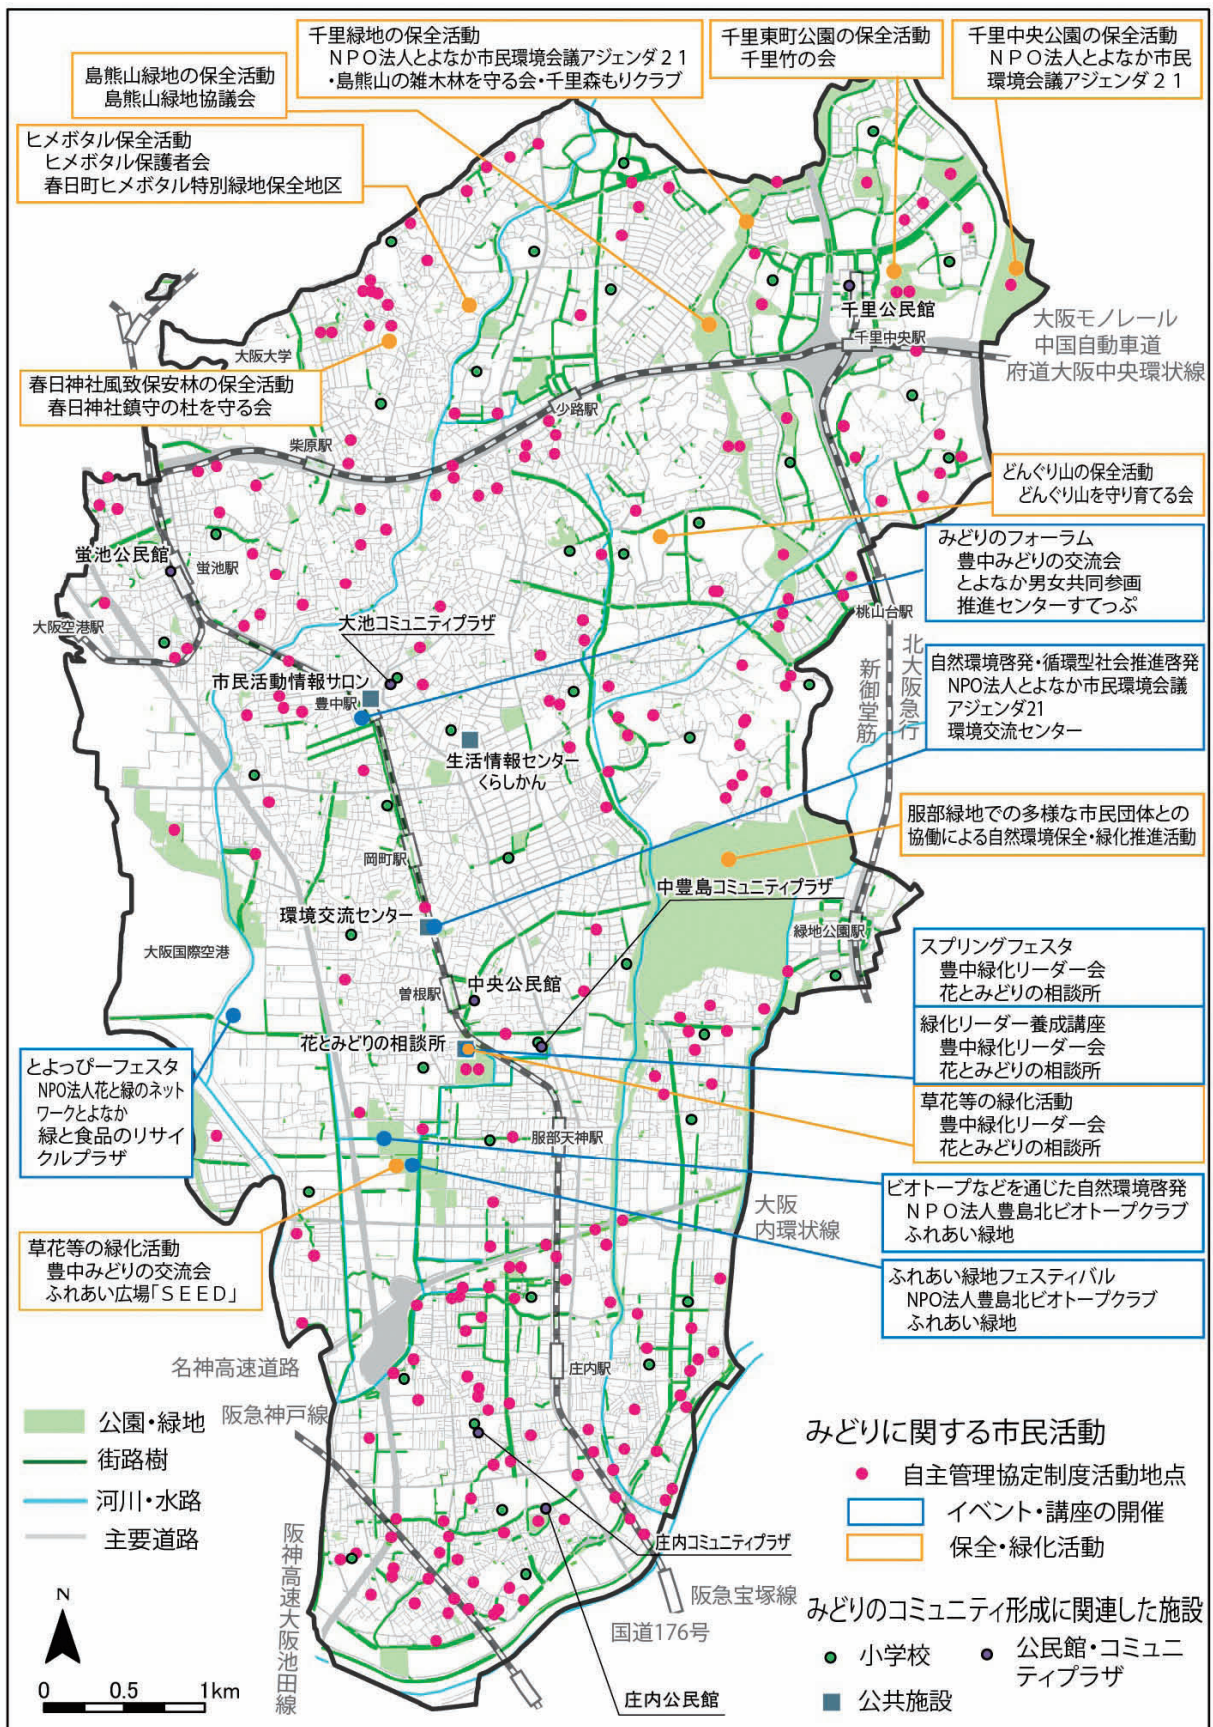 千里緑地の保全活動
ＮＰＯ法人とよなか市民環境会議アジェンダ２１
・島熊山の雑木林を守る会・千里森もりクラブ
千里東町公園の保全活動
千里竹の会
千里中央公園の保全活動
ＮＰＯ法人とよなか市民
環境会議アジェンダ２１
島熊山緑地の保全活動
島熊山緑地協議会
ヒメボタル保全活動
ヒメボタル保護者会
春日町ヒメボタル特別緑地保全地区
千里公民館
千里中央駅
大阪モノレール
中国自動車道
府道大阪中央環状線
大阪大学
春日神社風致保安林の保全活動
春日神社鎮守の杜を守る会
少路駅
柴原駅
どんぐり山の保全活動
どんぐり山を守り育てる会
蛍池公民館
蛍池駅
みどりのフォーラム
豊中みどりの交流会
とよなか男女共同参画
推進センターすてっぷ
桃山台駅
大阪空港駅
大池コミュニティプラザ
市民活動情報サロン
豊中駅
北大阪急行
新御堂筋
自然環境啓発・循環型社会推進啓発
NPO法人とよなか市民環境会議
アジェンダ21
環境交流センター
生活情報センター
くらしかん
服部緑地での多様な市民団体との
協働による自然環境保全・緑化推進活動
岡町駅
中豊島コミュニティプラザ
環境交流センター
緑地公園駅
大阪国際空港
曽根駅
中央公民館
スプリングフェスタ
豊中緑化リーダー会
花とみどりの相談所
緑化リーダー養成講座
豊中緑化リーダー会
花とみどりの相談所
花とみどりの相談所
とよっぴーフェスタ
NPO法人花と緑のネット
ワークとよなか
緑と食品のリサイ
クルプラザ
草花等の緑化活動
豊中緑化リーダー会
花とみどりの相談所
服部天神駅
ビオトープなどを通じた自然環境啓発
ＮＰＯ法人豊島北ビオトープクラブ
ふれあい緑地
大阪
内環状線
草花等の緑化活動
豊中みどりの交流会
ふれあい広場「ＳＥＥＤ」
ふれあい緑地フェスティバル
NPO法人豊島北ビオトープクラブ
ふれあい緑地
名神高速道路
庄内駅
阪急神戸線
公園・緑地
街路樹
河川・水路
主要道路
みどりに関する市民活動
自主管理協定制度活動地点
イベント・講座の開催
保全・緑化活動
阪神高速大阪池田線
庄内コミュニティプラザ
阪急宝塚線
国道176号
みどりのコミュニティ形成に関連した施設
小学校
公民館・コミュニ
ティプラザ
公共施設
庄内公民館
N
0 0.5 1km